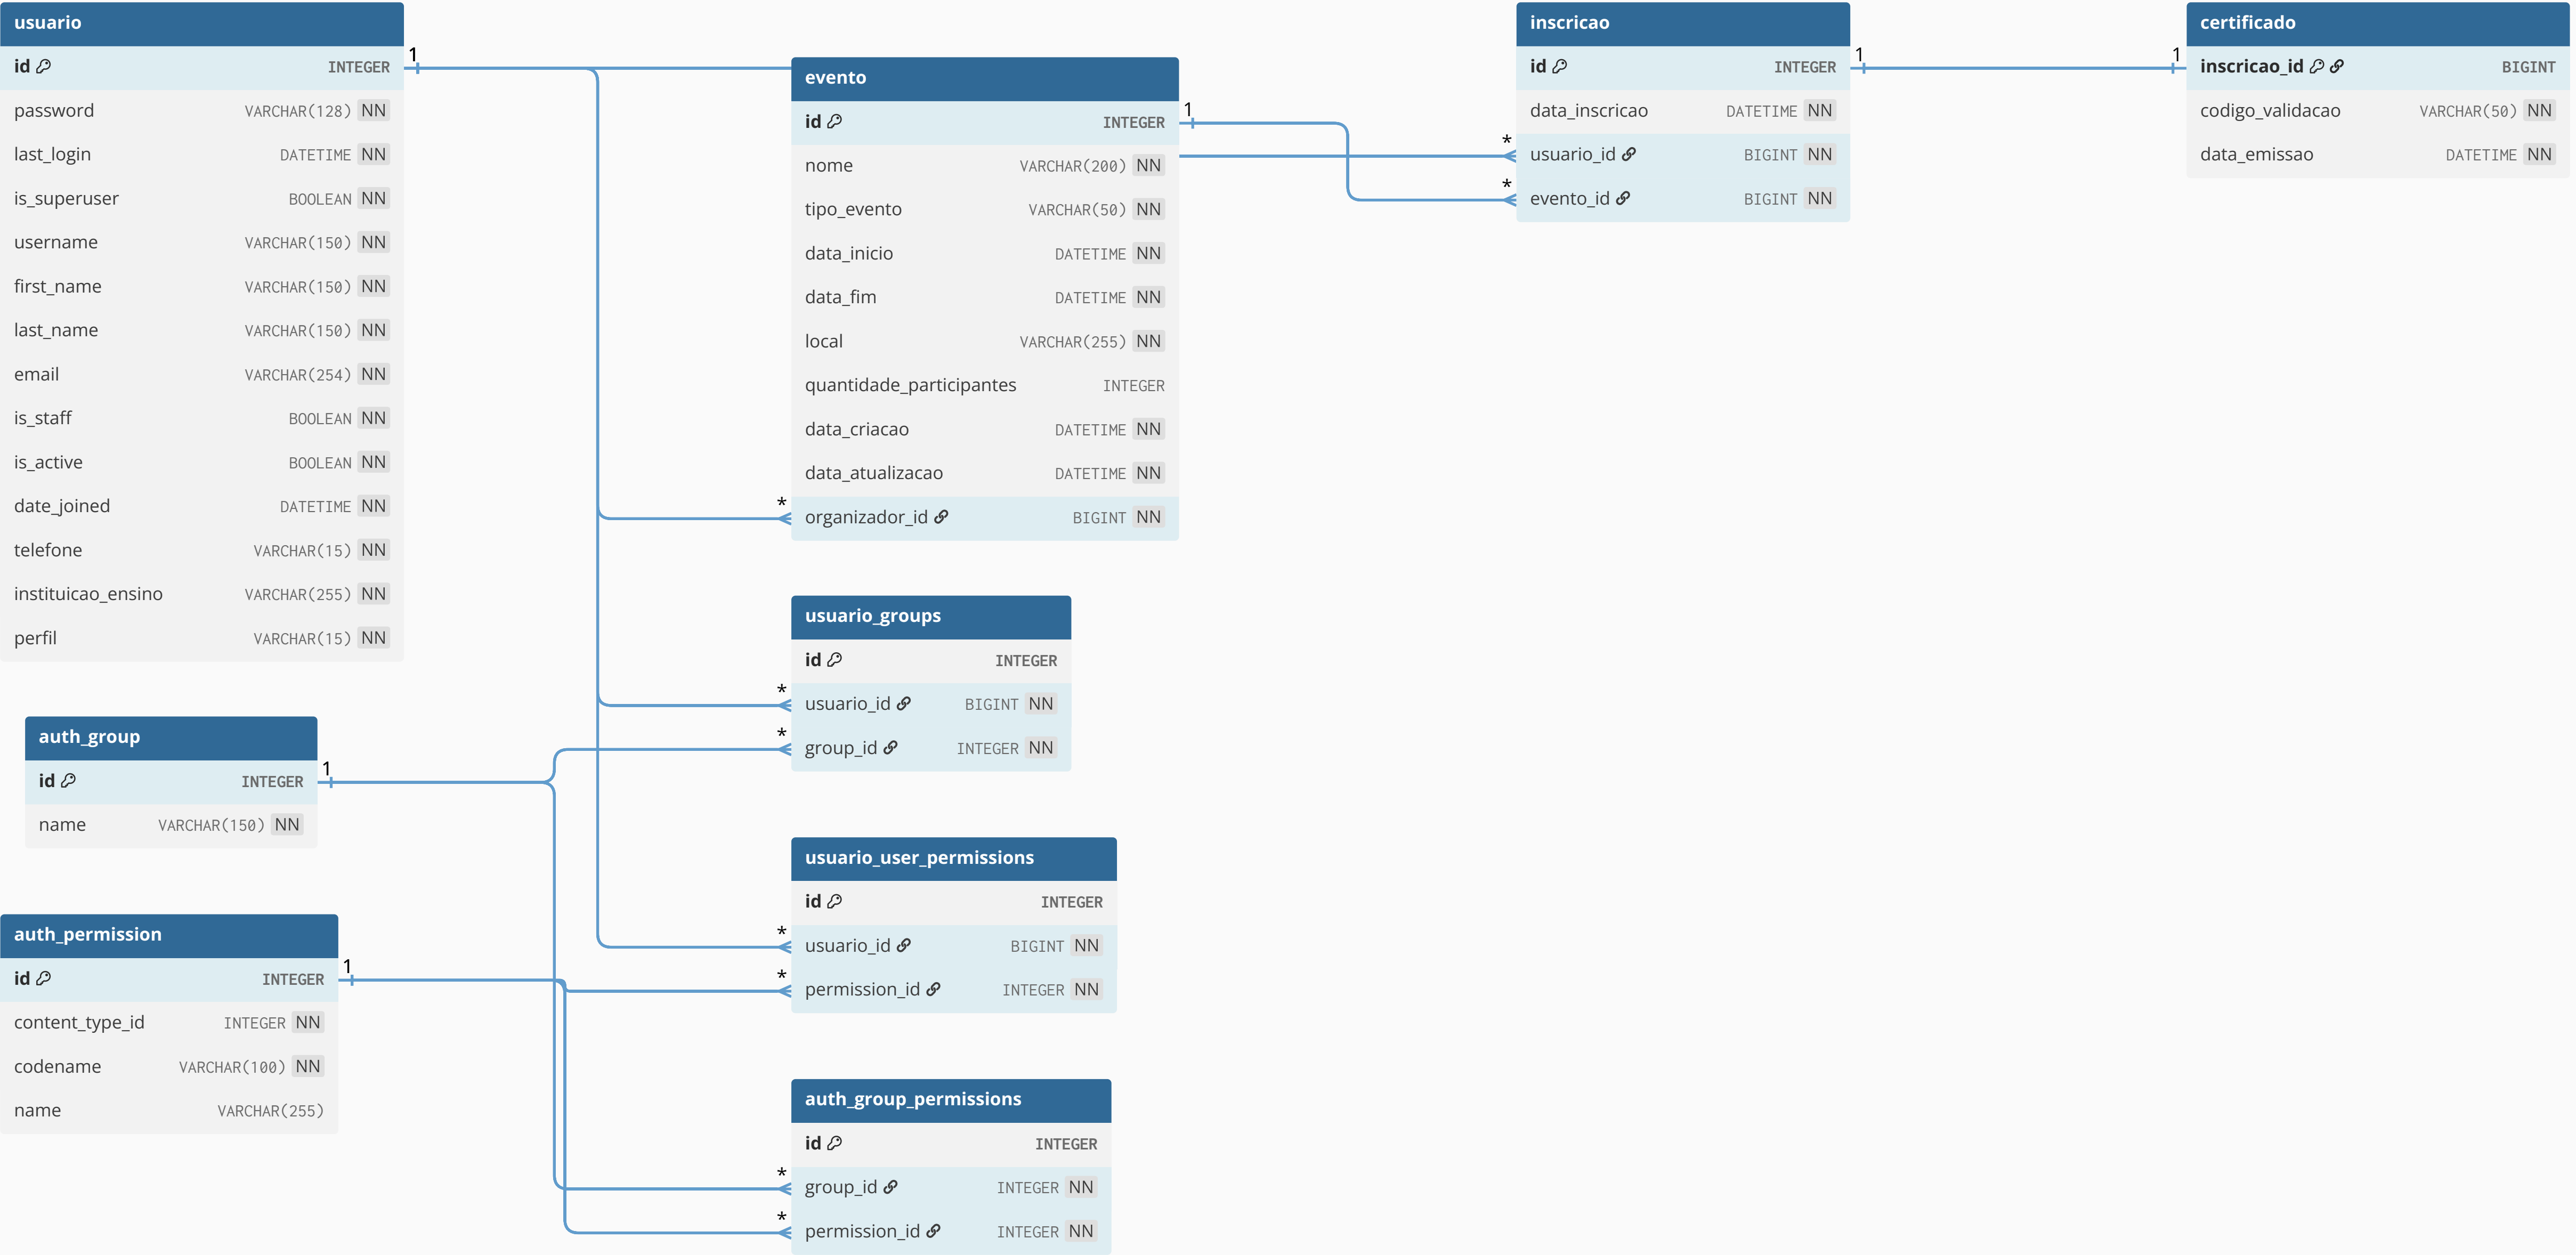 usuario
id INTEGER
password VARCHAR(128) NN
last_login DATETIME NN
is_superuser BOOLEAN NN
username VARCHAR(150) NN
first_name VARCHAR(150) NN
last_name VARCHAR(150) NN
email VARCHAR(254) NN
is_staff BOOLEAN NN
is_active BOOLEAN NN
date_joined DATETIME NN
telefone VARCHAR(15) NN
instituicao_ensino VARCHAR(255) NN
perfil VARCHAR(15) NN
1
evento
id INTEGER
nome VARCHAR(200) NN
tipo_evento VARCHAR(50) NN
data_inicio DATETIME NN
data_fim DATETIME NN
local VARCHAR(255) NN
quantidade_participantes INTEGER
data_criacao DATETIME NN
data_atualizacao DATETIME NN
* organizador_id BIGINT NN
1
inscricao
id INTEGER
data_inscricao DATETIME NN
* usuario_id BIGINT NN
* evento_id BIGINT NN
1
1
certificado
inscricao_id BIGINT
codigo_validacao VARCHAR(50) NN
data_emissao DATETIME NN
usuario_groups
id INTEGER
* usuario_id BIGINT NN
* group_id INTEGER NN
auth_group
id INTEGER
name VARCHAR(150) NN
1
usuario_user_permissions
id INTEGER
* usuario_id BIGINT NN
* permission_id INTEGER NN
auth_permission
id INTEGER
content_type_id INTEGER NN
codename VARCHAR(100) NN
name VARCHAR(255)
1
auth_group_permissions
id INTEGER
* group_id INTEGER NN
* permission_id INTEGER NN